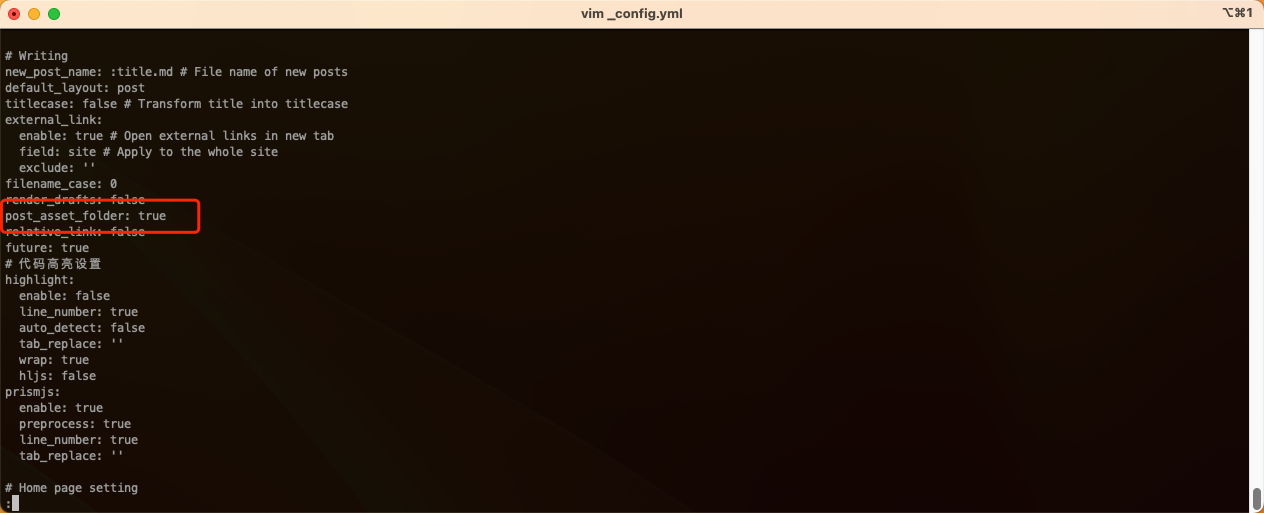 vim _config.yml
⌥⌘1
# Writing
new_post_name: :title.md # File name of new posts
default_layout: post
titlecase: false # Transform title into titlecase
external_link:
  enable: true # Open external links in new tab
  field: site # Apply to the whole site
  exclude: ''
filename_case: 0
render_drafts: false
post_asset_folder: true
relative_link: false
future: true
# 代码高亮设置
highlight:
  enable: false
  line_number: true
  auto_detect: false
  tab_replace: ''
  wrap: true
  hljs: false
prismjs:
  enable: true
  preprocess: true
  line_number: true
  tab_replace: ''
# Home page setting
: